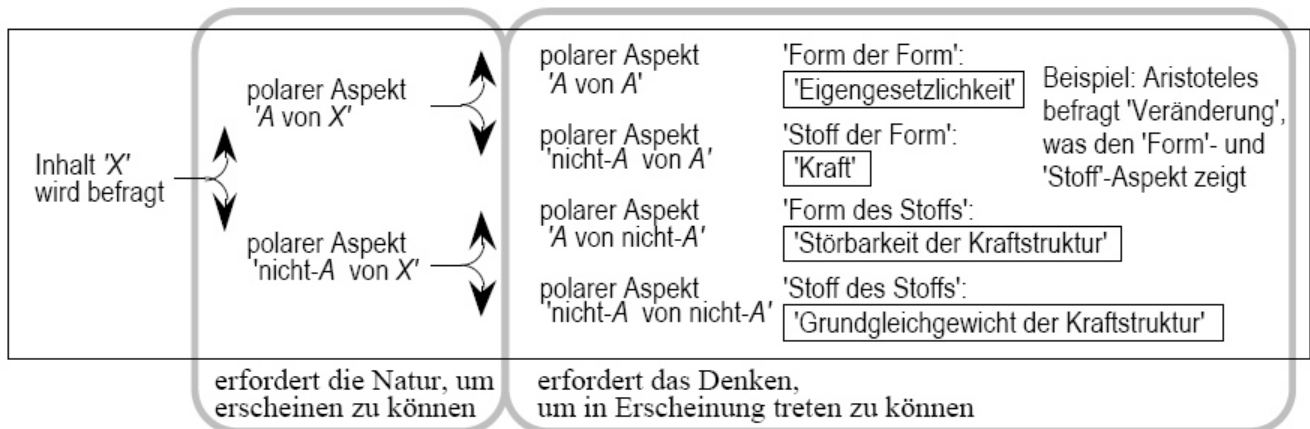 Inhalt 'X'
wird befragt
polarer Aspekt
'A von X'
polarer Aspekt
'nicht-A von X'
erfordert die Natur, um
erscheinen zu können
polarer Aspekt
'A von A'
polarer Aspekt
'nicht-A von A'
polarer Aspekt
'A von nicht-A'
polarer Aspekt
'nicht-A von nicht-A'
'Form der Form':
'Eigengesetzlichkeit'
'Stoff der Form':
'Kraft'
'Form des Stoffs':
'Störbarkeit der Kraftstruktur'
'Stoff des Stoffs':
'Grundgleichgewicht der Kraftstruktur'
Beispiel: Aristoteles
befragt 'Veränderung',
was den 'Form'- und
'Stoff'-Aspekt zeigt
erfordert das Denken,
um in Erscheinung treten zu können